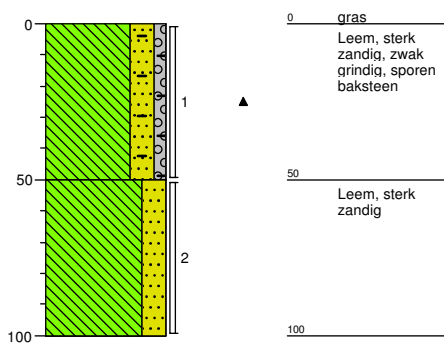 0
0
gras
Leem, sterk
zandig, zwak
grindig, sporen
baksteen
1
50
50
Leem, sterk
zandig
2
100
100